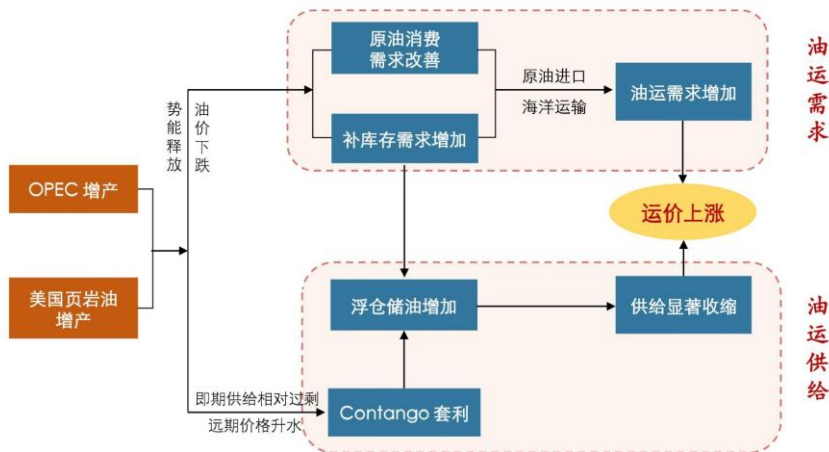 原油消费
需求改善
补库存需求增加
原油进口
海洋运输
油运需求增加
油运需求
势能释放
油价下跌
OPEC 增产
美国页岩油
增产
运价上涨
浮仓储油增加
供给显著收缩
即期供给相对过剩
远期价格升水
Contango 套利
油运供给